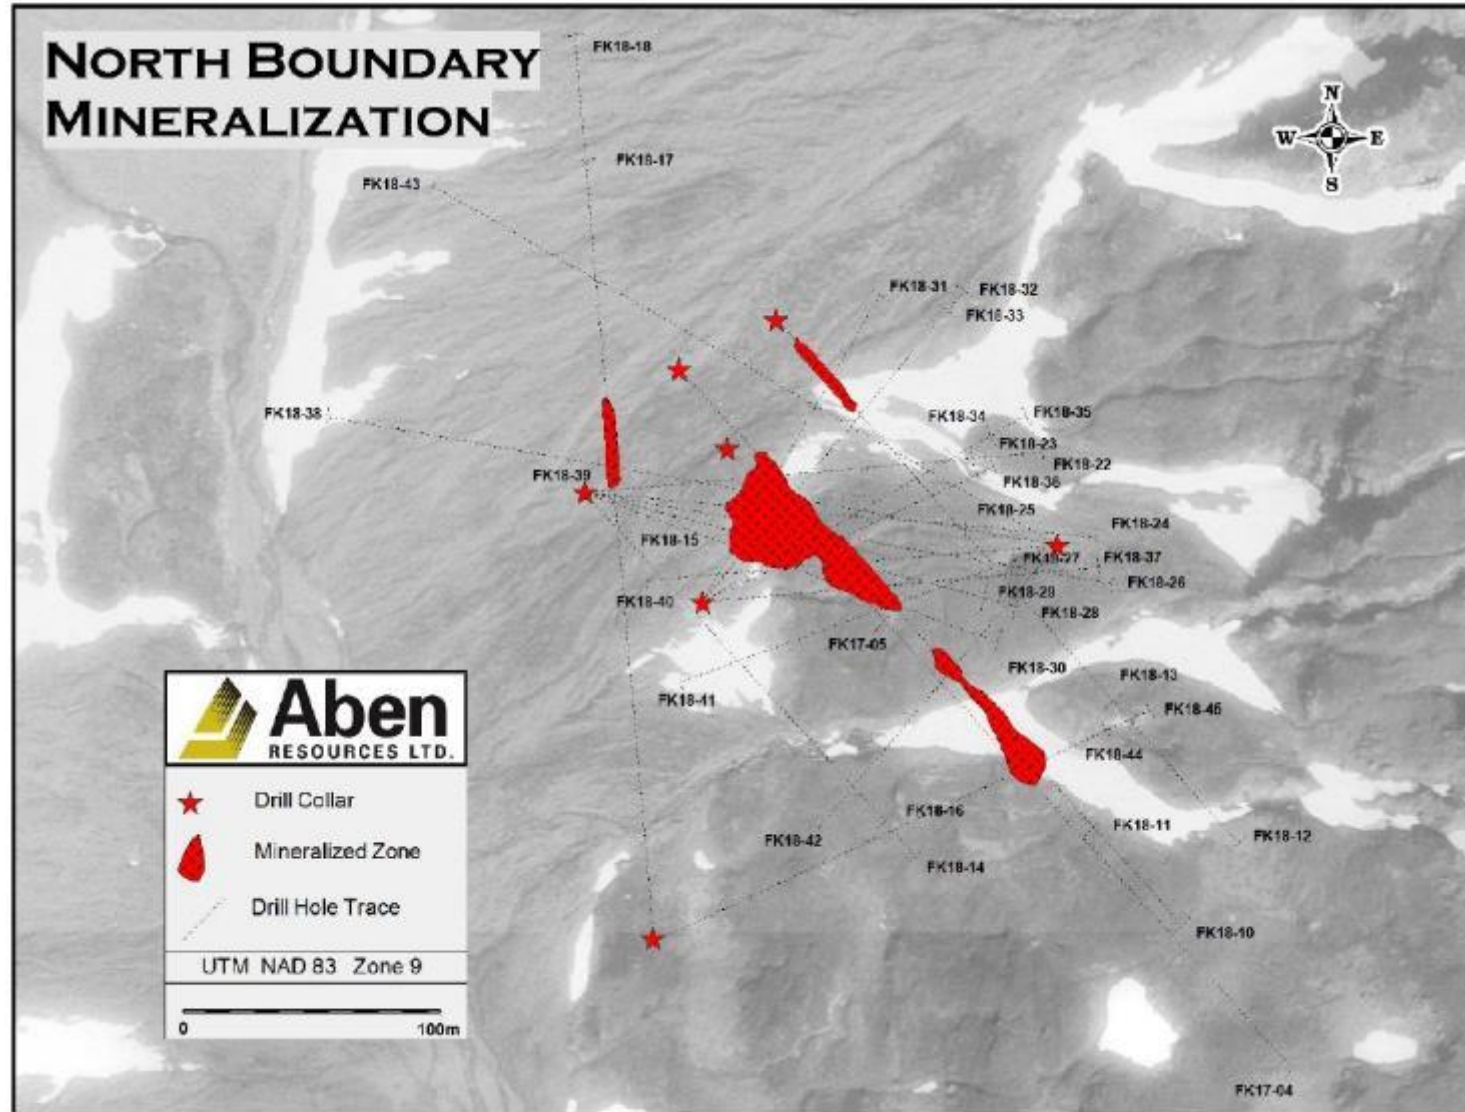 NORTH BOUNDARY
MINERALIZATION
FK18-18
FK18-17
FK18-43
N
W E
S
FK18-31
FK18-32
FK18-33
FK18-38
FK18-34
FK18-35
FK18-23
FK18-22
FK18-39
FK18-36
FK18-25
FK18-24
FK18-15
FK18-27
FK18-37
FK18-26
FK18-40
FK18-29
FK18-28
FK17-05
FK18-30
FK18-13
FK18-41
FK18-45
FK18-44
FK18-16
FK18-11
FK18-42
FK18-12
FK18-14
FK18-10
FK17-04
Aben
RESOURCES LTD.
Drill Collar
Mineralized Zone
Drill Hole Trace
UTM NAD 83 Zone 9
0 100m